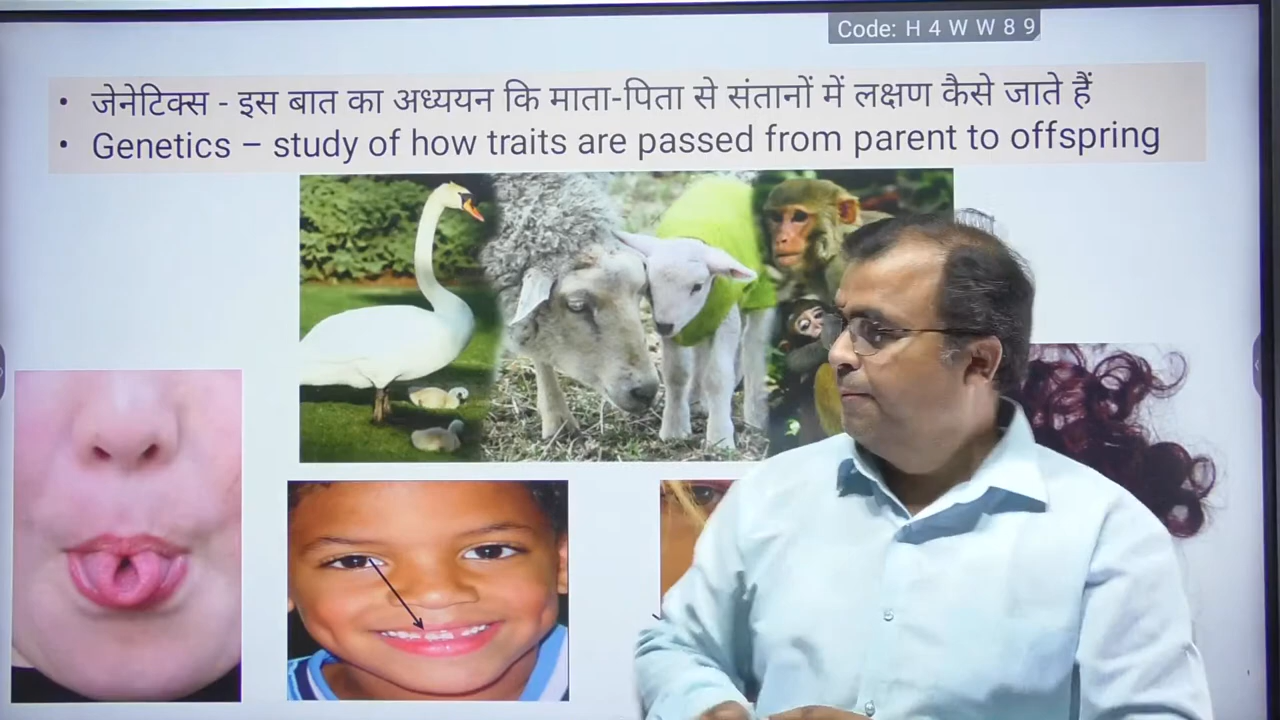 Code: H 4 W W 8 9
• जेनेटिक्स - इस बात का अध्ययन कि माता-पिता से संतानों में लक्षण कैसे जाते हैं
• Genetics – study of how traits are passed from parent to offspring